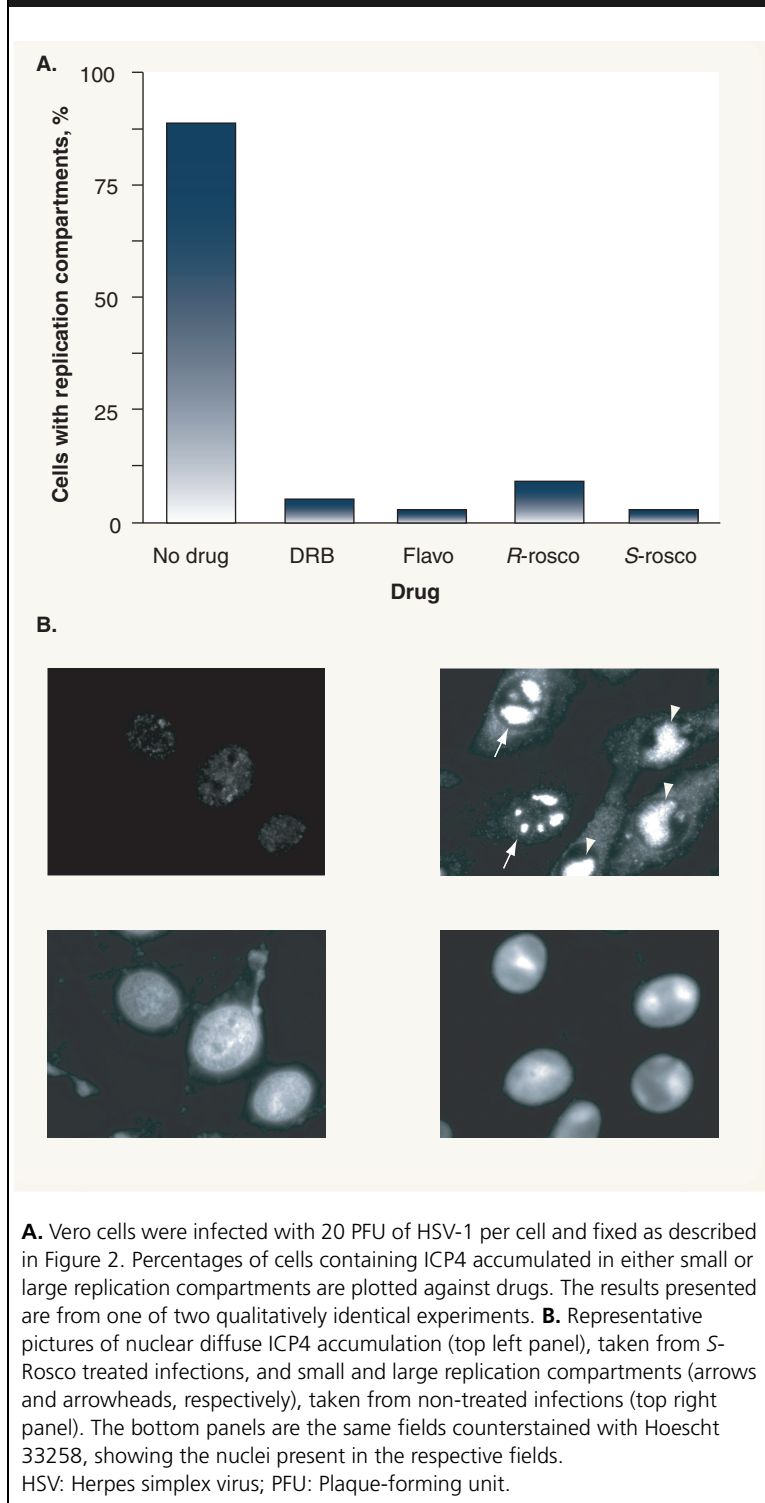 A.
100
75
50
25
0
Cells with replication compartments, %
No drug DRB Flavo R-rosco S-rosco
Drug
B.
A. Vero cells were infected with 20 PFU of HSV-1 per cell and fixed as described
in Figure 2. Percentages of cells containing ICP4 accumulated in either small or
large replication compartments are plotted against drugs. The results presented
are from one of two qualitatively identical experiments. B. Representative
pictures of nuclear diffuse ICP4 accumulation (top left panel), taken from S-
Rosco treated infections, and small and large replication compartments (arrows
and arrowheads, respectively), taken from non-treated infections (top right
panel). The bottom panels are the same fields counterstained with Hoescht
33258, showing the nuclei present in the respective fields.
HSV: Herpes simplex virus; PFU: Plaque-forming unit.